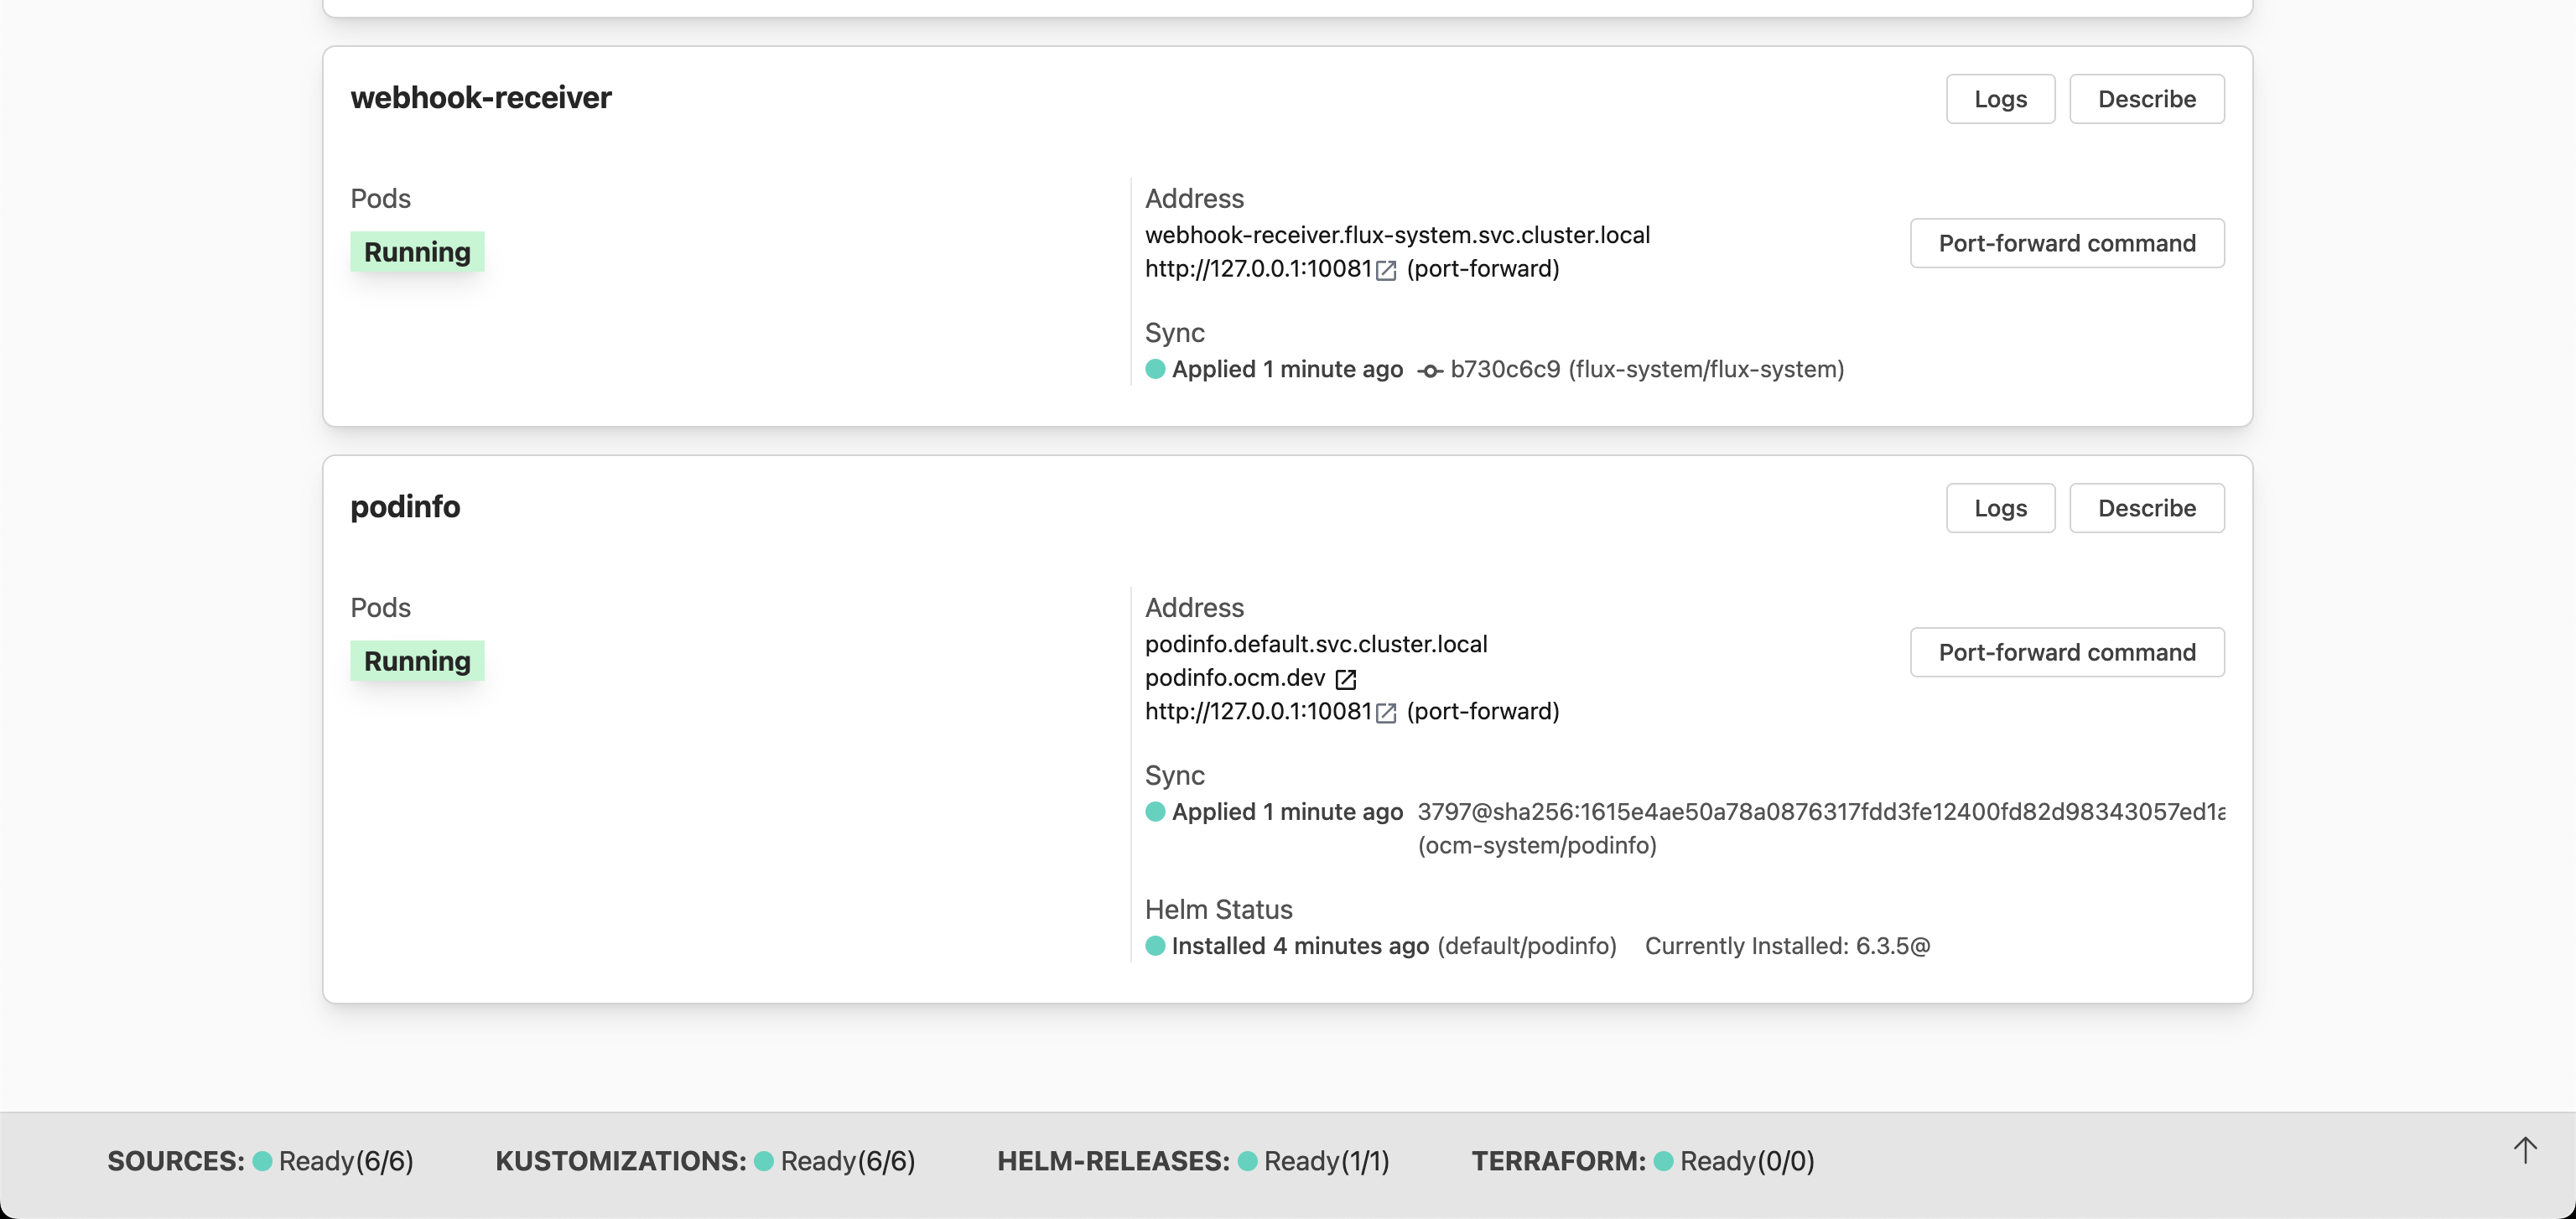 webhook-receiver
Logs
Describe
Pods
Running
Address
webhook-receiver.flux-system.svc.cluster.local
http://127.0.0.1:10081 (port-forward)
Port-forward command
Sync
Applied 1 minute ago b730c6c9 (flux-system/flux-system)
podinfo
Logs
Describe
Pods
Running
Address
podinfo.default.svc.cluster.local
podinfo.ocm.dev
http://127.0.0.1:10081 (port-forward)
Port-forward command
Sync
Applied 1 minute ago 3797@sha256:1615e4ae50a78a0876317fdd3fe12400fd82d98343057ed1a
(ocm-system/podinfo)
Helm Status
Installed 4 minutes ago (default/podinfo) Currently Installed: 6.3.5@
SOURCES: Ready(6/6) KUSTOMIZATIONS: Ready(6/6) HELM-RELEASES: Ready(1/1) TERRAFORM: Ready(0/0)